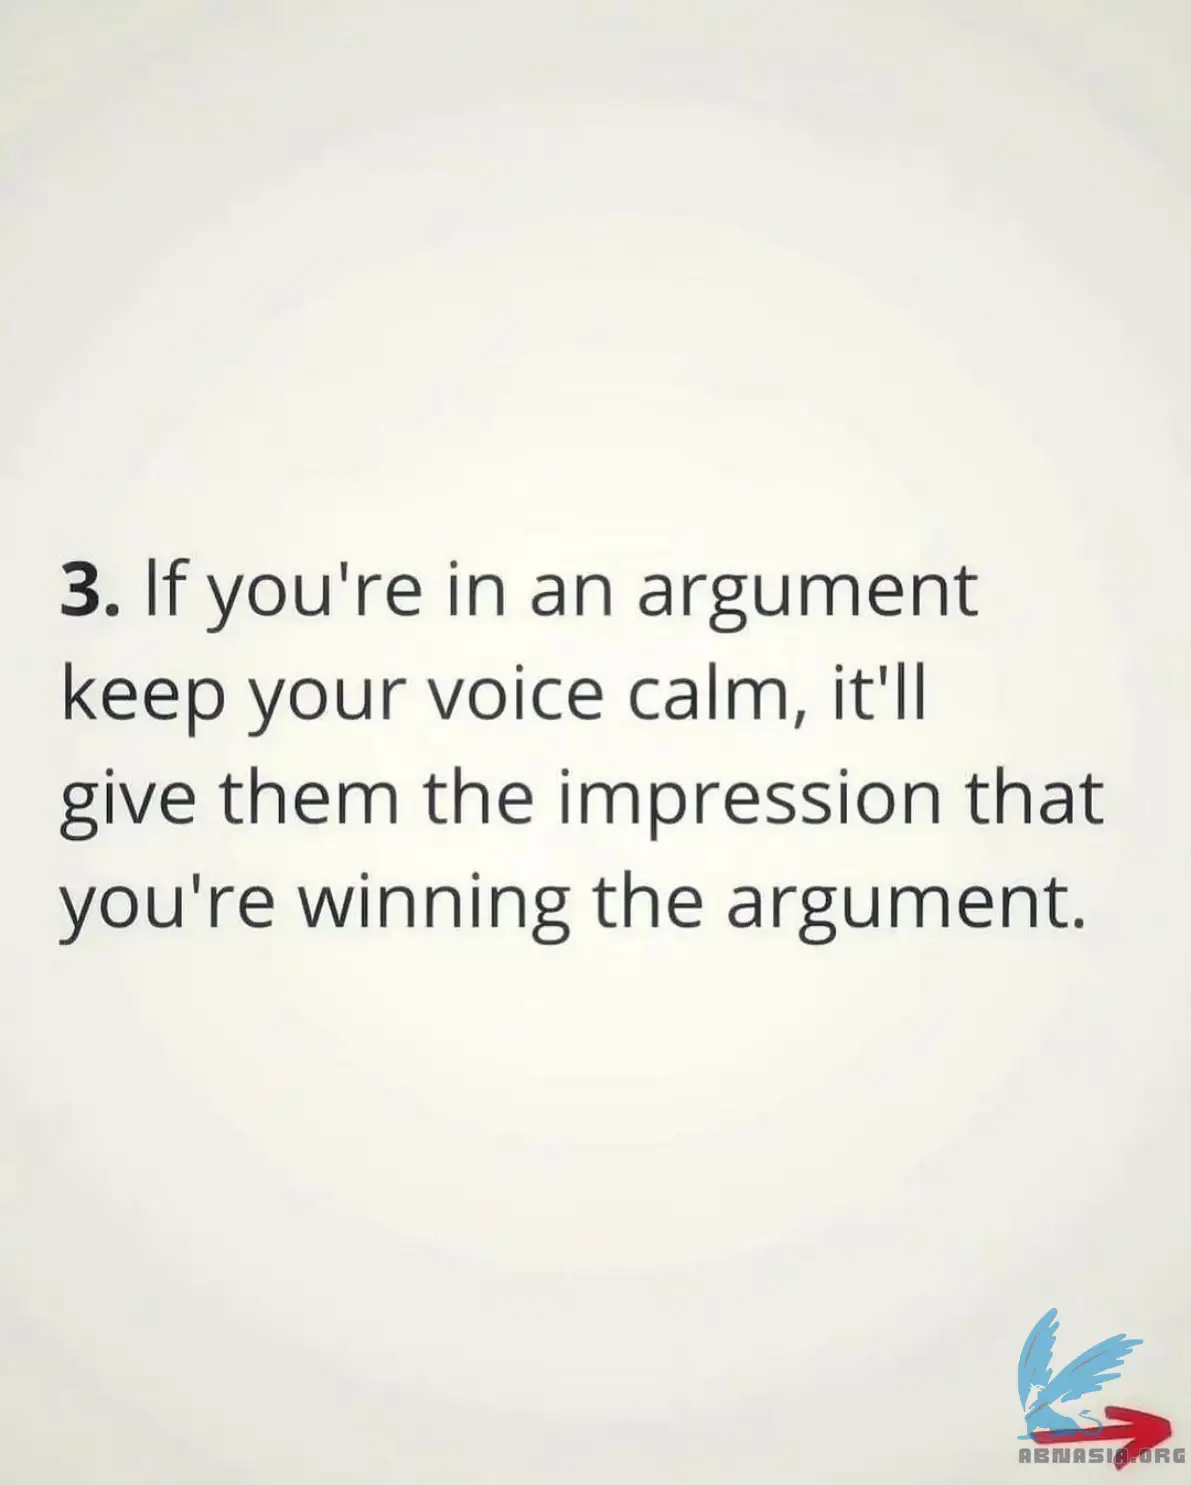 3. If you're in an argument
keep your voice calm, it'll
give them the impression that
you're winning the argument.
ABNASIA.ORG